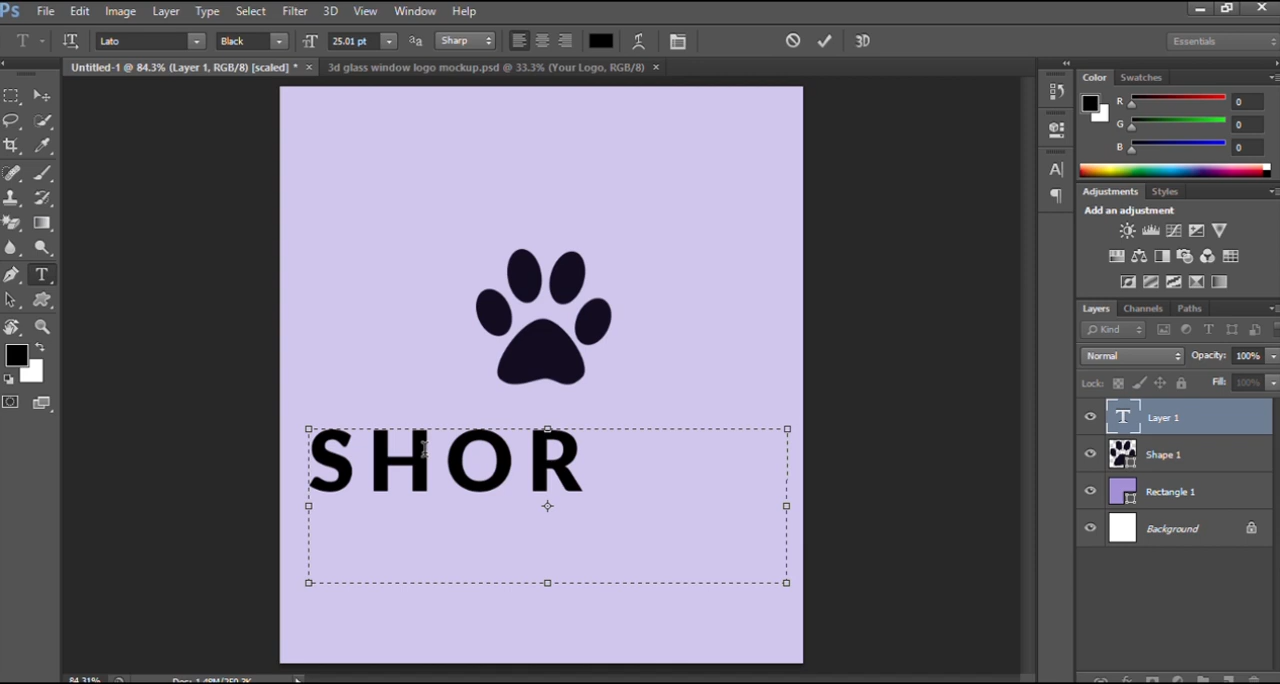 Ps File Edit Image Layer Type Select Filter 3D View Window Help
T Lato Black 25.01 pt aa Sharp 3D Essentials
Untitled-1 @ 84.3% (Layer 1, RGB/8) [scaled] * × 3d glass window logo mockup.psd @ 33.3% (Your Logo, RGB/8) ×
Color Swatches
R 0
G 0
B 0
Adjustments Styles
Add an adjustment
Layers Channels Paths
Kind
Normal Opacity: 100%
Lock: Fill: 100%
T Layer 1
Shape 1
Rectangle 1
Background
SHOR
84.31%